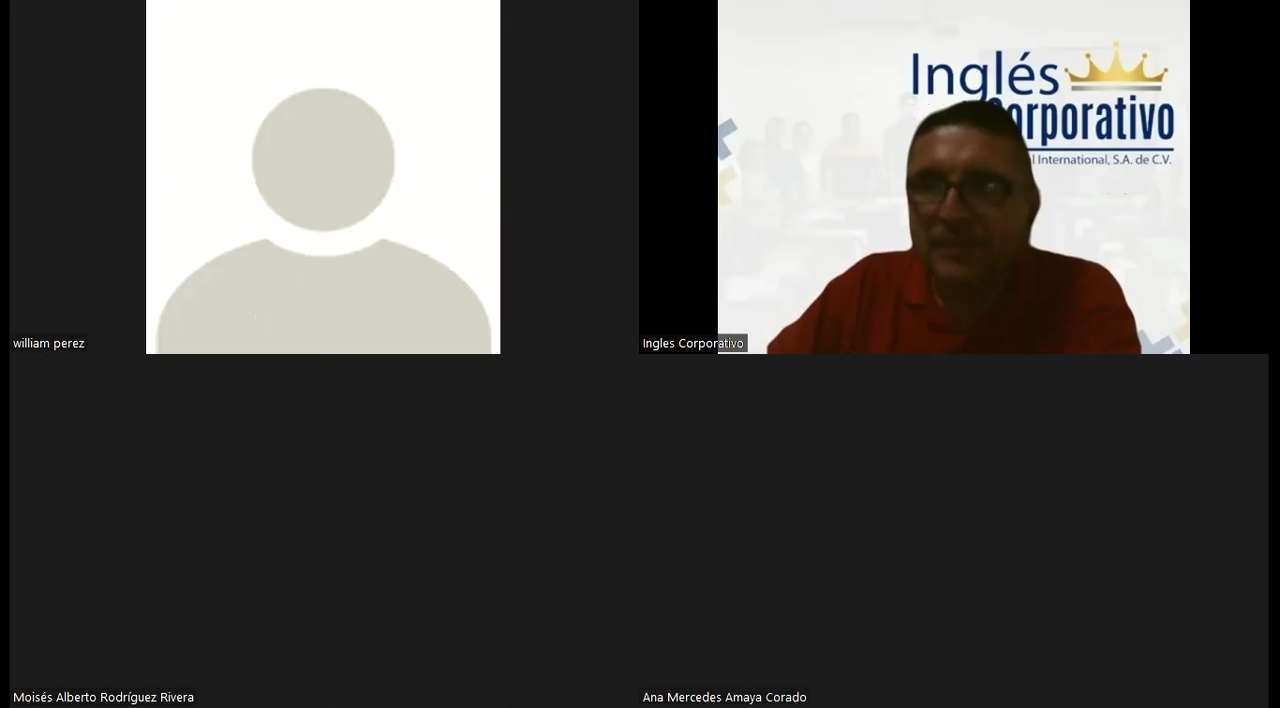 Inglés
orporativo
l International, S.A. de C.V.
william perez
Ingles Corporativo
Moisés Alberto Rodríguez Rivera
Ana Mercedes Amaya Corado